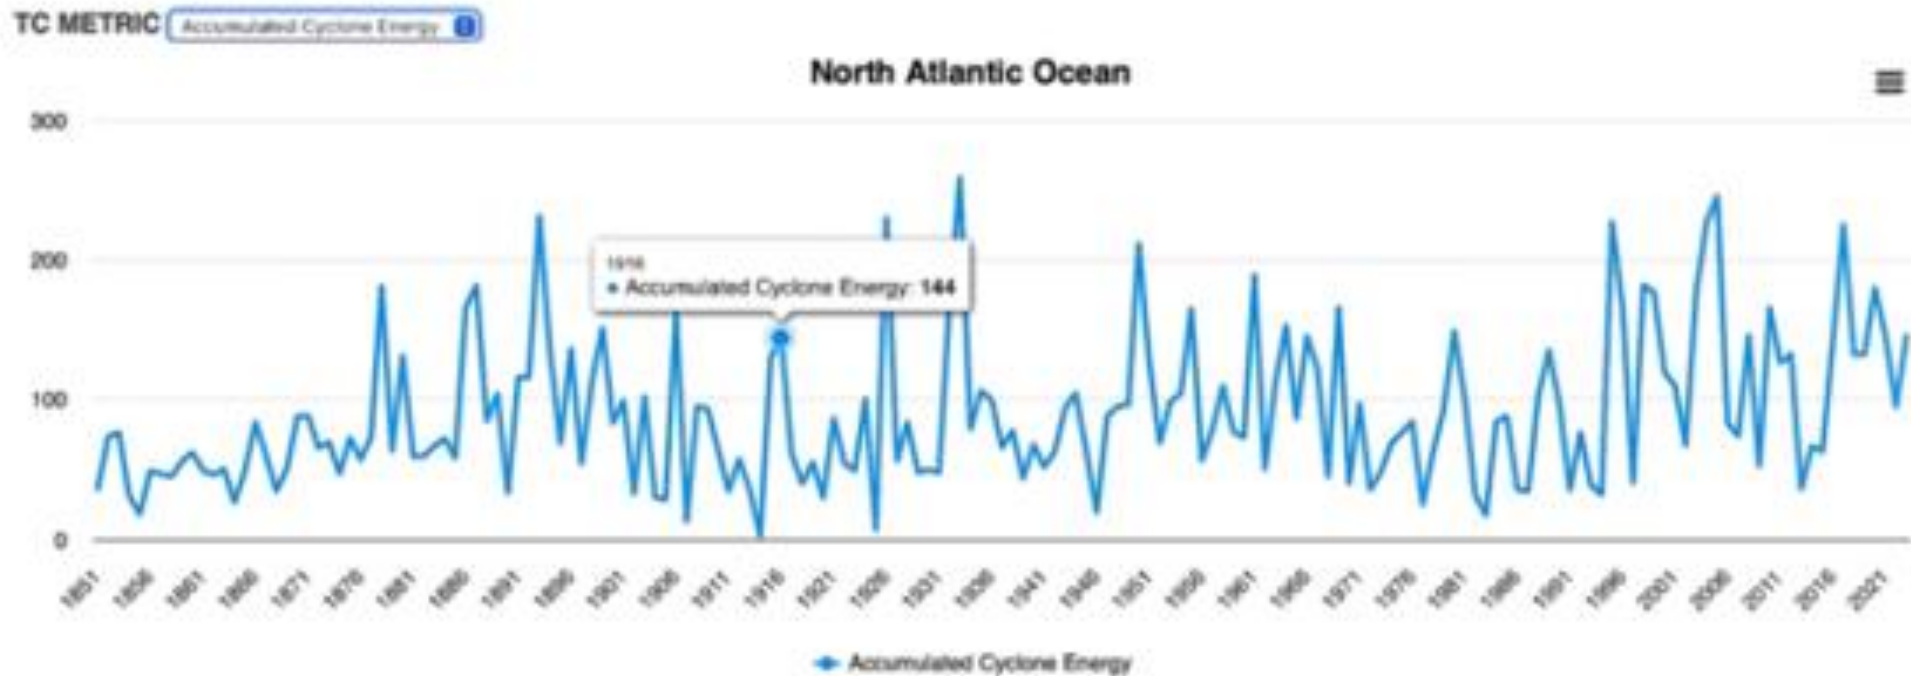 TC METRIC Accumulated Cyclone Energy
North Atlantic Ocean
300
200
100
0
1916
Accumulated Cyclone Energy: 144
1851 1856 1861 1866 1871 1876 1881 1886 1891 1896 1901 1906 1911 1916 1921 1926 1931 1936 1941 1946 1951 1956 1961 1966 1971 1976 1981 1986 1991 1996 2001 2006 2011 2016 2021
Accumulated Cyclone Energy